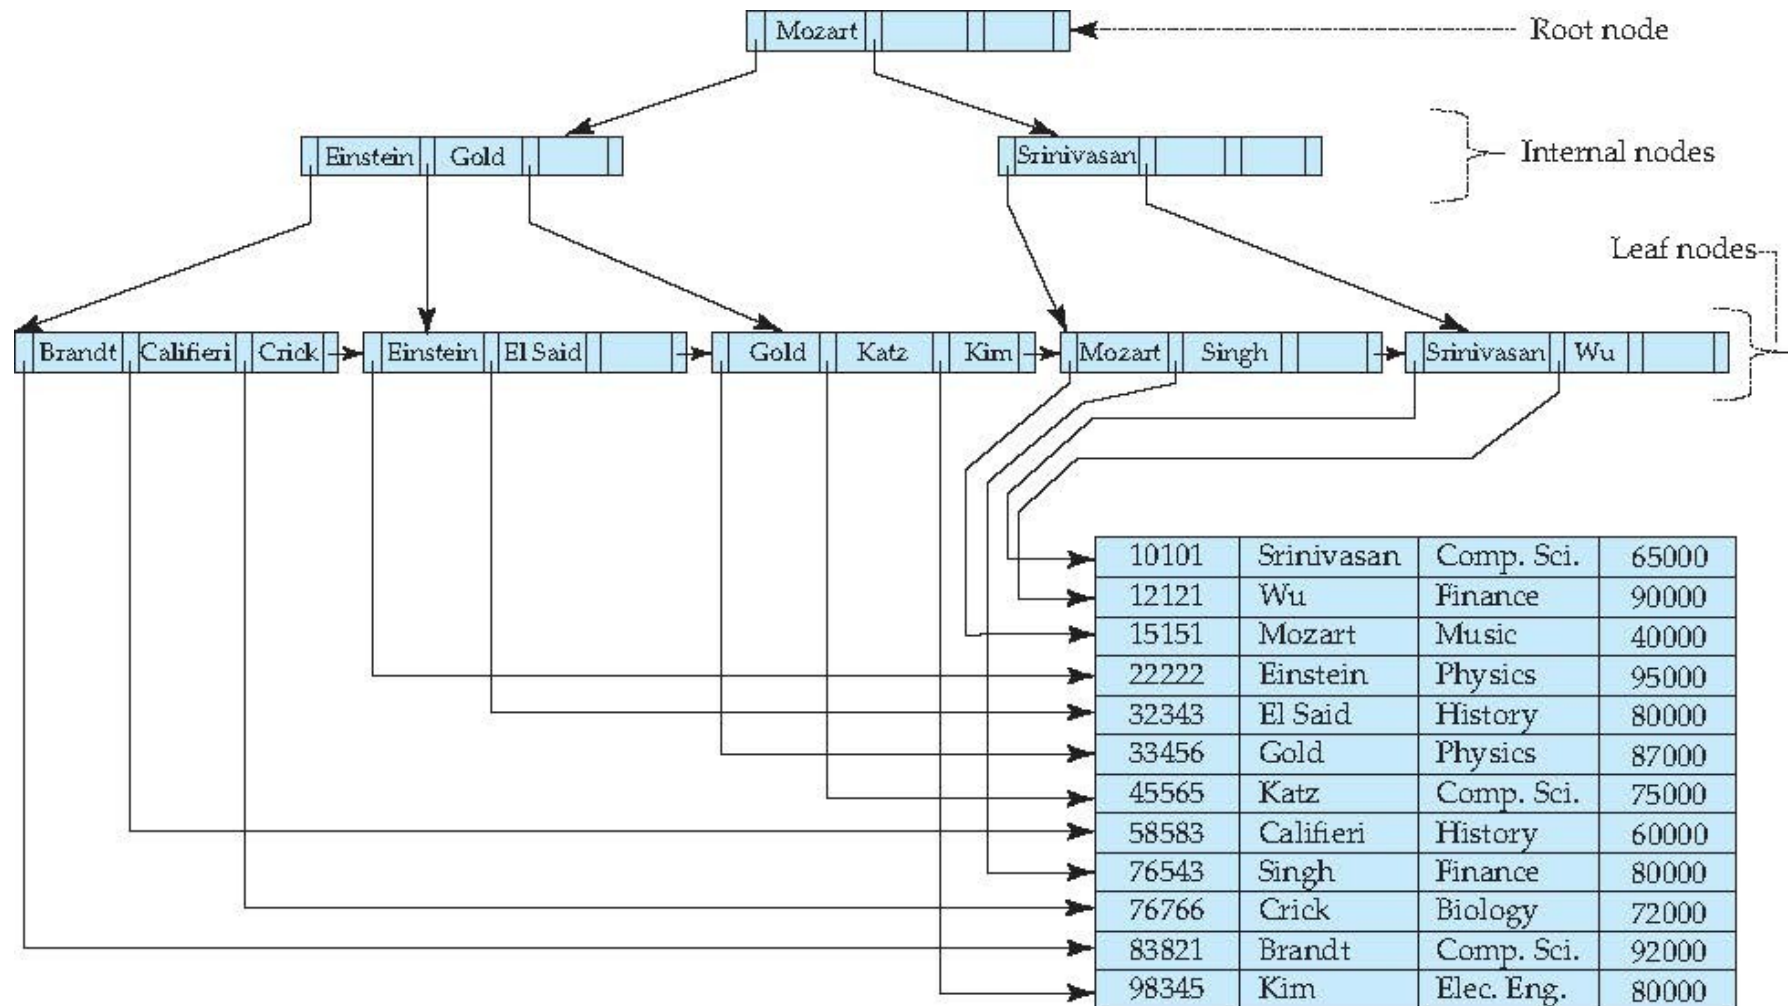 Mozart
Root node
Einstein Gold
Srinivasan
Internal nodes
Leaf nodes
Brandt Califieri Crick Einstein El Said Gold Katz Kim Mozart Singh Srinivasan Wu
10101 Srinivasan Comp. Sci. 65000
12121 Wu Finance 90000
15151 Mozart Music 40000
22222 Einstein Physics 95000
32343 El Said History 80000
33456 Gold Physics 87000
45565 Katz Comp. Sci. 75000
58583 Califieri History 60000
76543 Singh Finance 80000
76766 Crick Biology 72000
83821 Brandt Comp. Sci. 92000
98345 Kim Elec. Eng. 80000